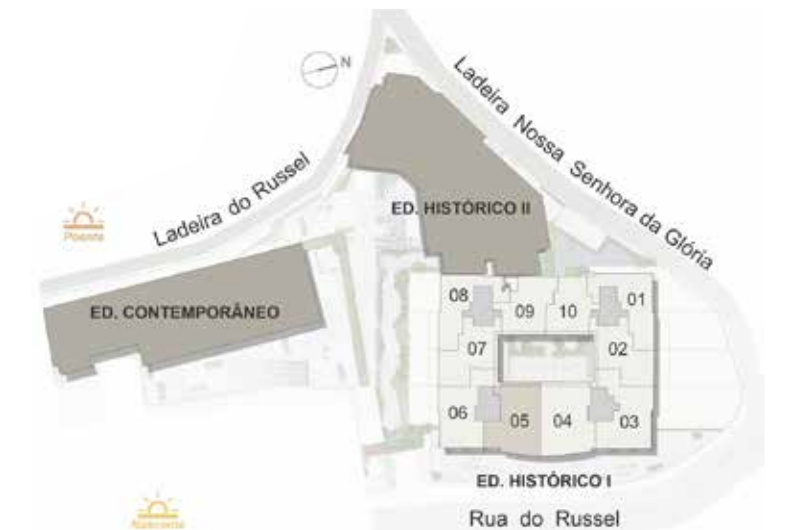 N
Ladeira Nossa Senhora da Glória
Ladeira do Russel
ED. HISTÓRICO II
Poente
ED. CONTEMPORÂNEO
08
09
10
01
07
02
06
05
04
03
ED. HISTÓRICO I
Rua do Russel